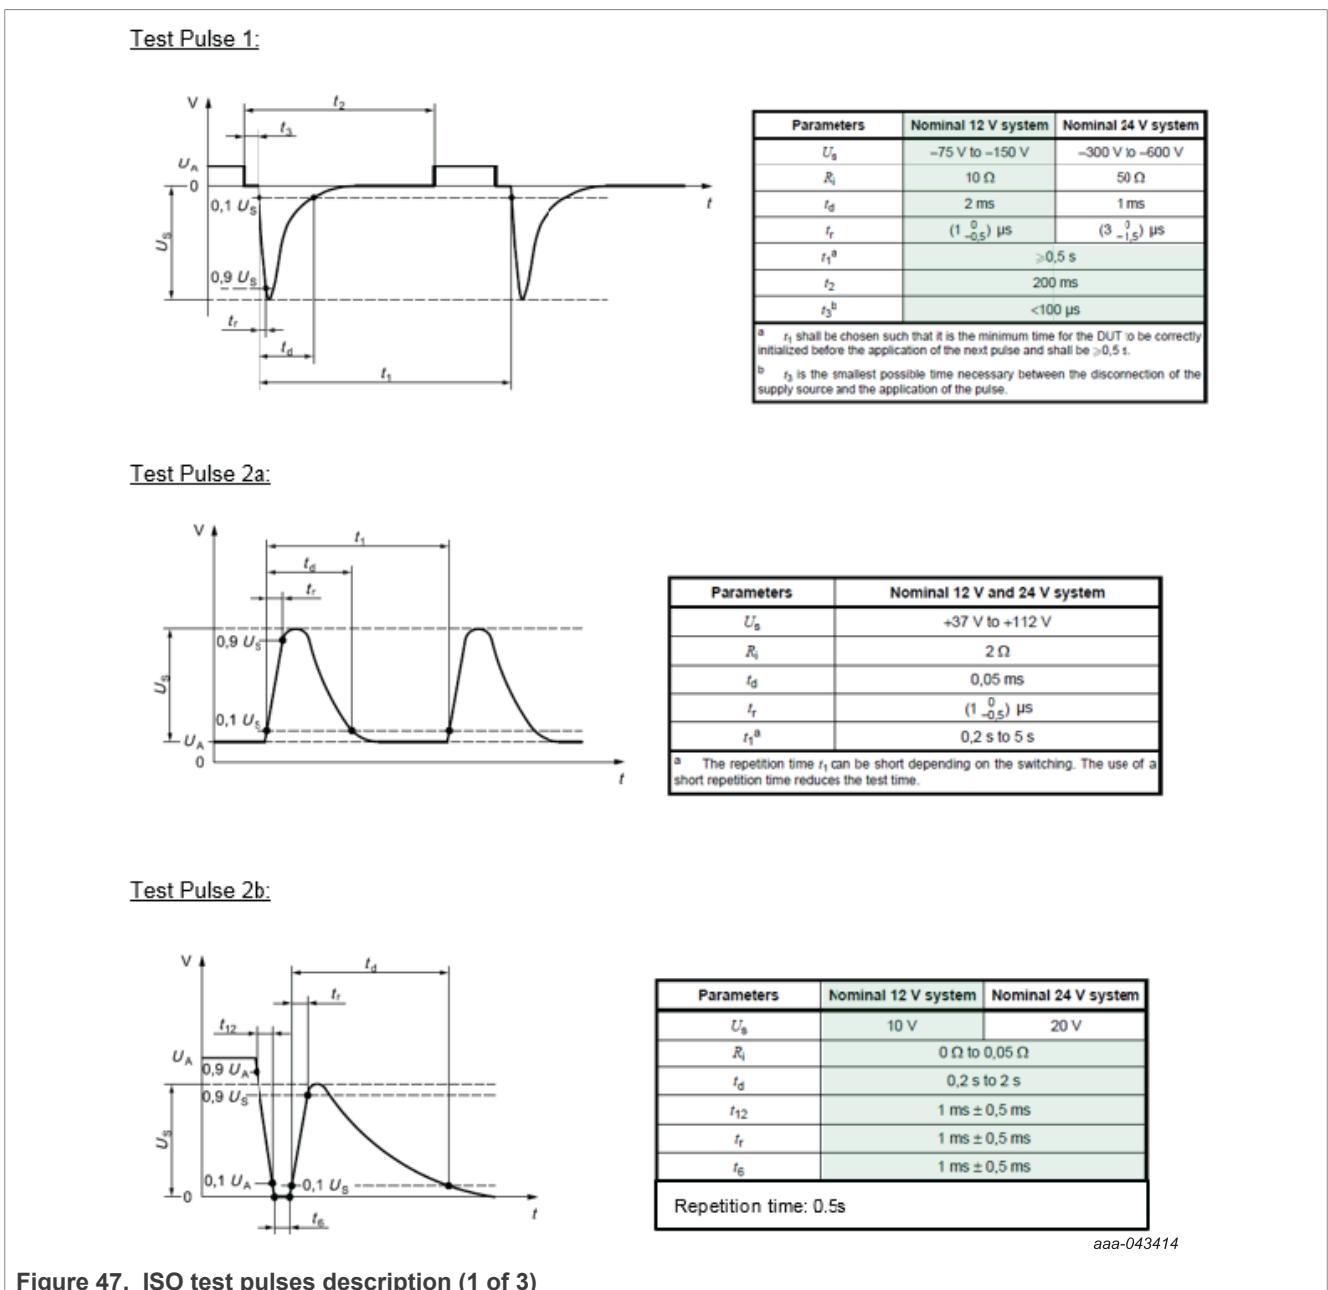 Test Pulse 1:
V
t2
t3
UA
0
0,1 US
US
0,9 US
tr
td
t1
t
Parameters Nominal 12 V system Nominal 24 V system
Us –75 V to –150 V –300 V to –600 V
Ri 10 Ω 50 Ω
td 2 ms 1 ms
tr (1 0 –0,5) µs (3 0 –1,5) µs
t1a ⩾0,5 s
t2 200 ms
t3b <100 µs
a t1 shall be chosen such that it is the minimum time for the DUT to be correctly
initialized before the application of the next pulse and shall be ⩾0,5 s.
b t3 is the smallest possible time necessary between the disconnection of the
supply source and the application of the pulse.
Test Pulse 2a:
V
t1
td
tr
0,9 US
US
0,1 US
UA
0
t
Parameters Nominal 12 V and 24 V system
Us +37 V to +112 V
Ri 2 Ω
td 0,05 ms
tr (1 0 –0,5) µs
t1a 0,2 s to 5 s
a The repetition time t1 can be short depending on the switching. The use of a
short repetition time reduces the test time.
Test Pulse 2b:
V
td
tr
t12
UA
0,9 UA
0,9 US
US
0,1 UA
0,1 US
0
t6
t
Parameters Nominal 12 V system Nominal 24 V system
Us 10 V 20 V
Ri 0 Ω to 0,05 Ω
td 0,2 s to 2 s
t12 1 ms ± 0,5 ms
tr 1 ms ± 0,5 ms
t6 1 ms ± 0,5 ms
Repetition time: 0.5s
aaa-043414
Figure 47. ISO test pulses description (1 of 3)